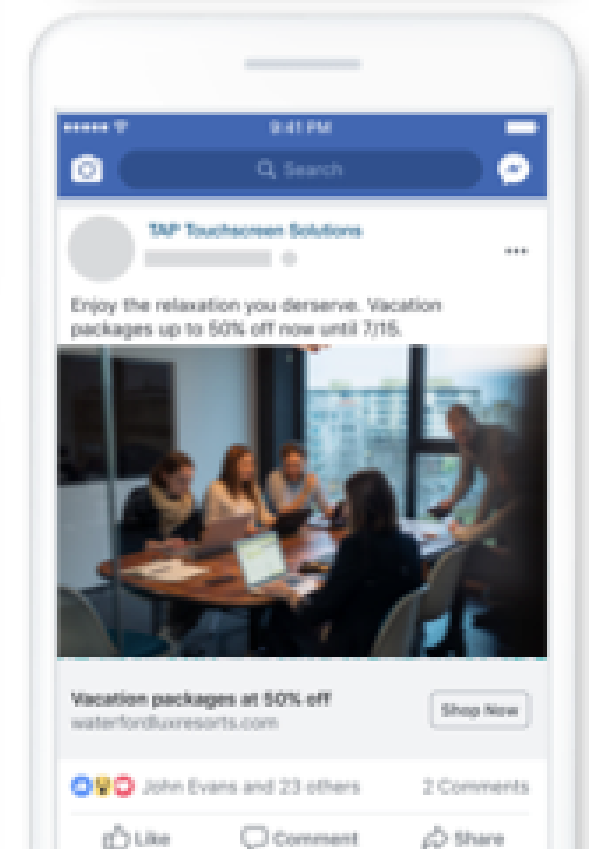 9:41 PM
Search
TAP Touchscreen Solutions
Enjoy the relaxation you derserve. Vacation
packages up to 50% off now until 7/15.
Vacation packages at 50% off
waterfordluxresorts.com
Shop Now
John Evans and 23 others
2 Comments
Like
Comment
Share